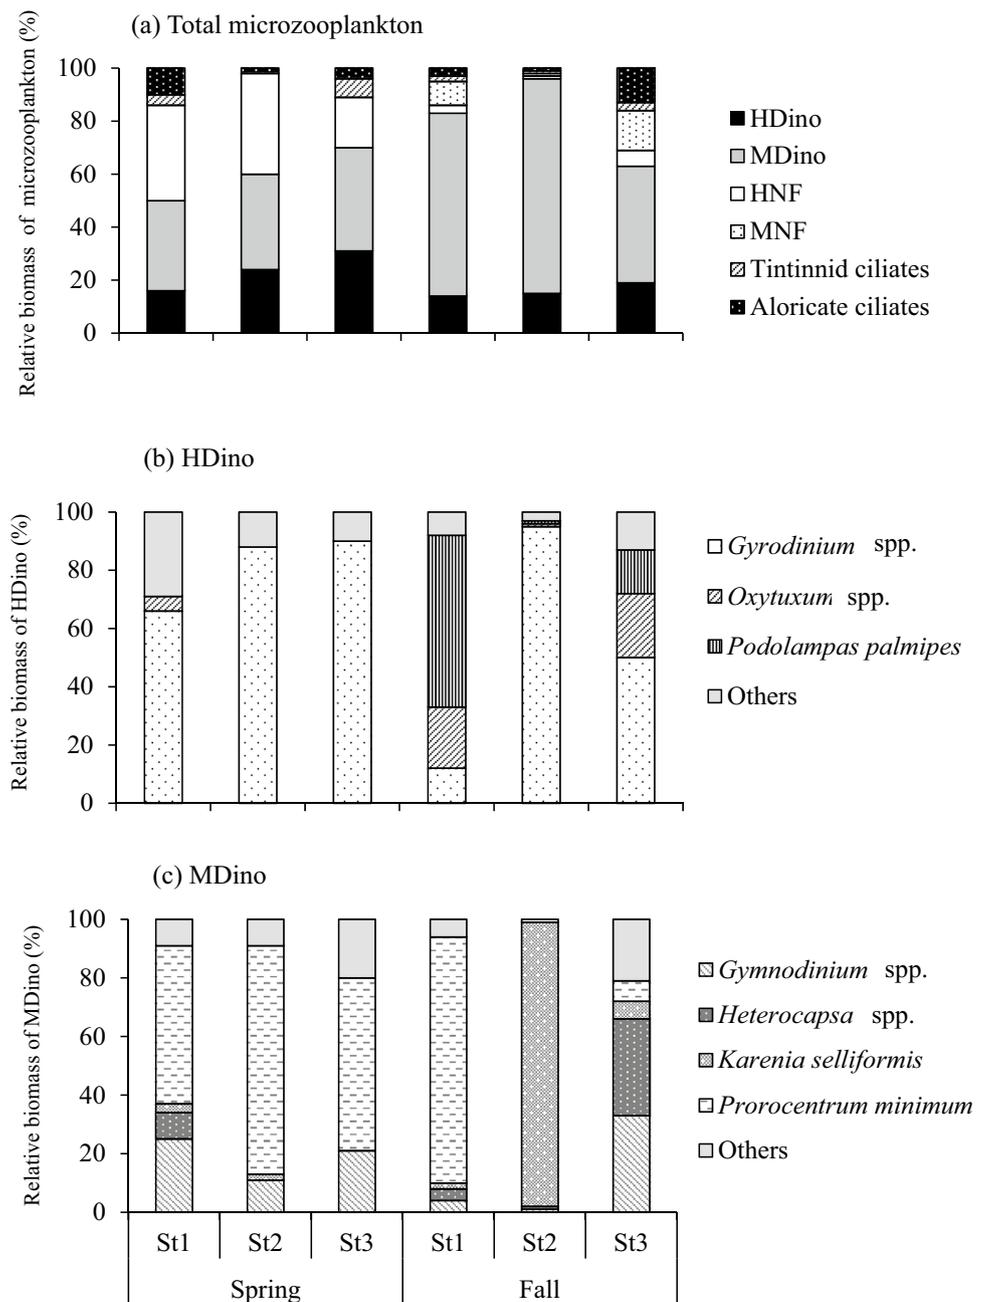 (a) Total microzooplankton
Relative biomass of microzooplankton (%)
100
80
60
40
20
0
HDino
MDino
HNF
MNF
Tintinnid ciliates
Aloricate ciliates
(b) HDino
Relative biomass of HDino (%)
100
80
60
40
20
0
Gyrodinium spp.
Oxytuxum spp.
Podolampas palmipes
Others
(c) MDino
Relative biomass of MDino (%)
100
80
60
40
20
0
Gymnodinium spp.
Heterocapsa spp.
Karenia selliformis
Prorocentrum minimum
Others
St1 St2 St3 St1 St2 St3
Spring Fall